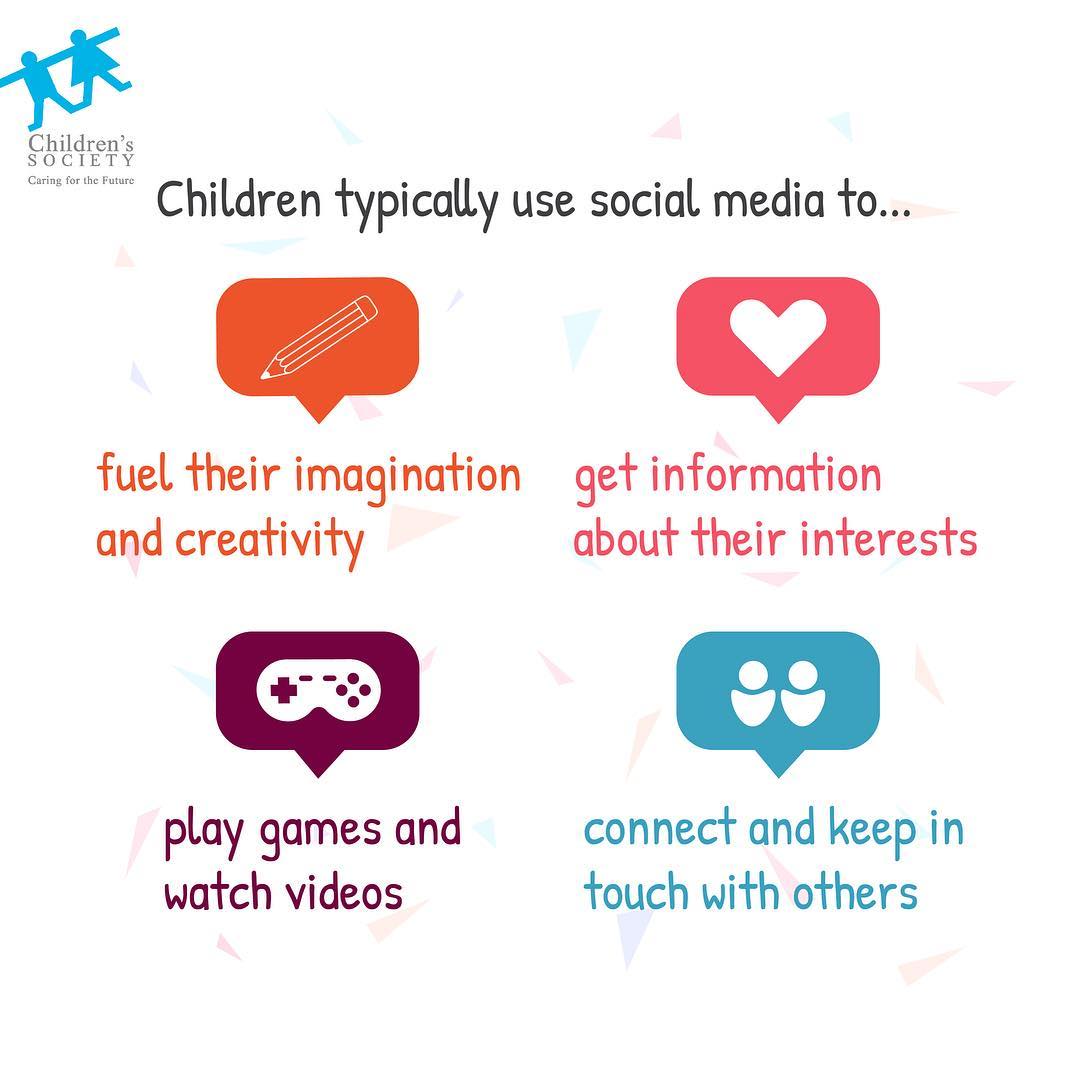 Children's
SOCIETY
Caring for the Future
Children typically use social media to...
fuel their imagination
and creativity
get information
about their interests
play games and
watch videos
connect and keep in
touch with others